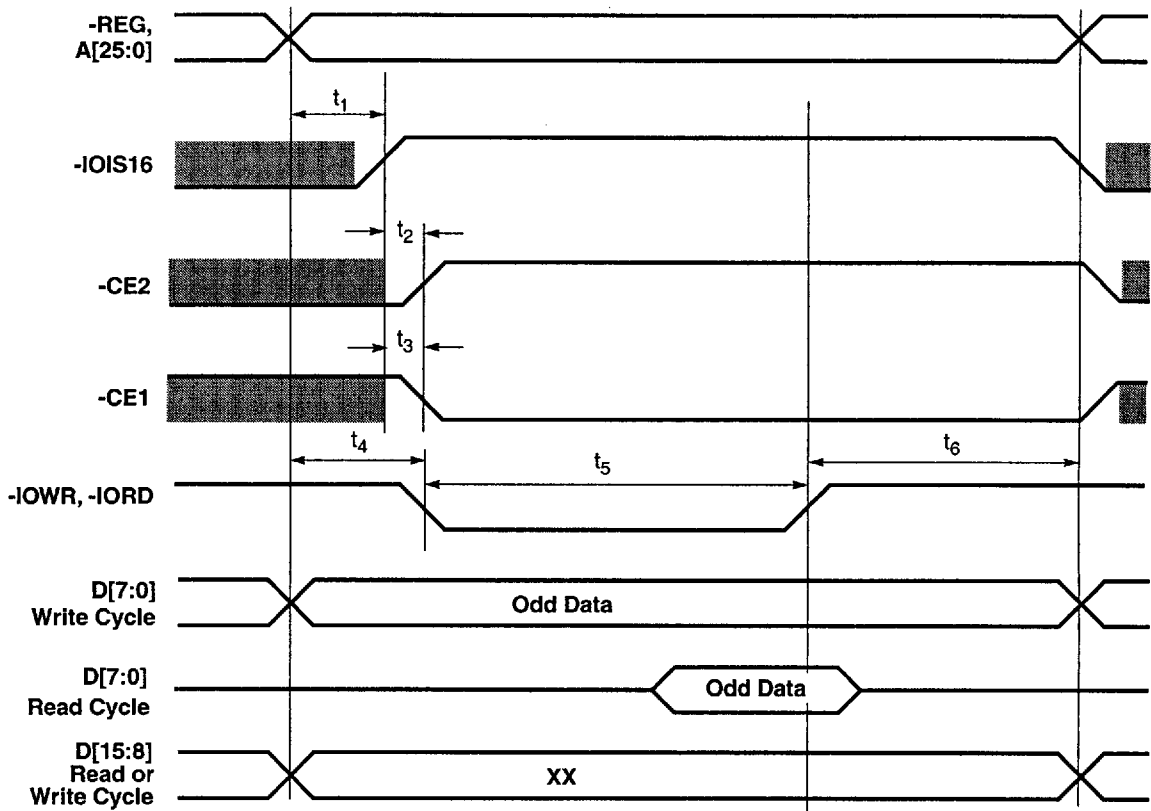 -REG,
A[25:0]
t1
-IOIS16
t2
-CE2
t3
-CE1
t4
t5
t6
-IOWR, -IORD
D[7:0]
Write Cycle
Odd Data
D[7:0]
Read Cycle
Odd Data
D[15:8]
Read or
Write Cycle
XX